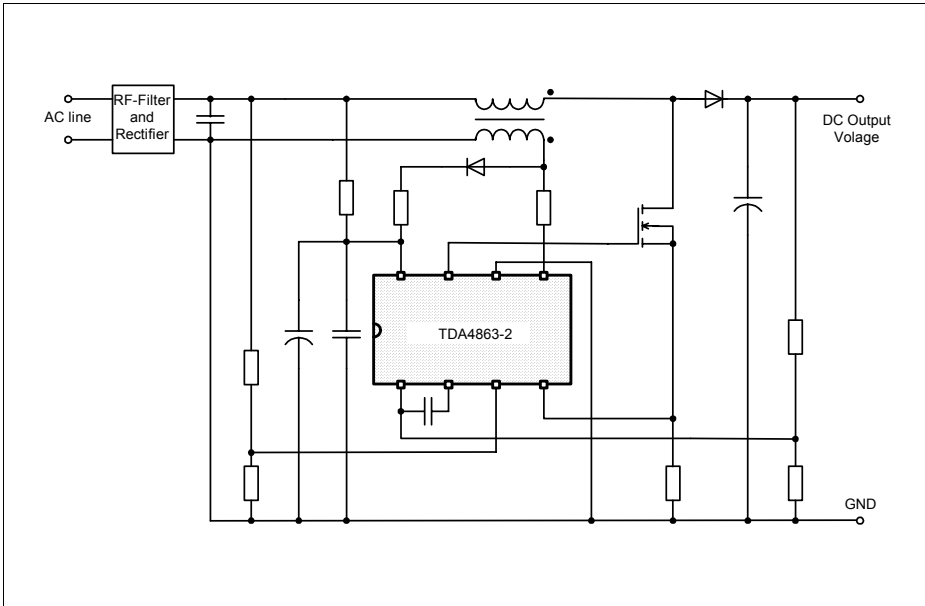 AC line
RF-Filter
and
Rectifier
DC Output
Volage
TDA4863-2
GND